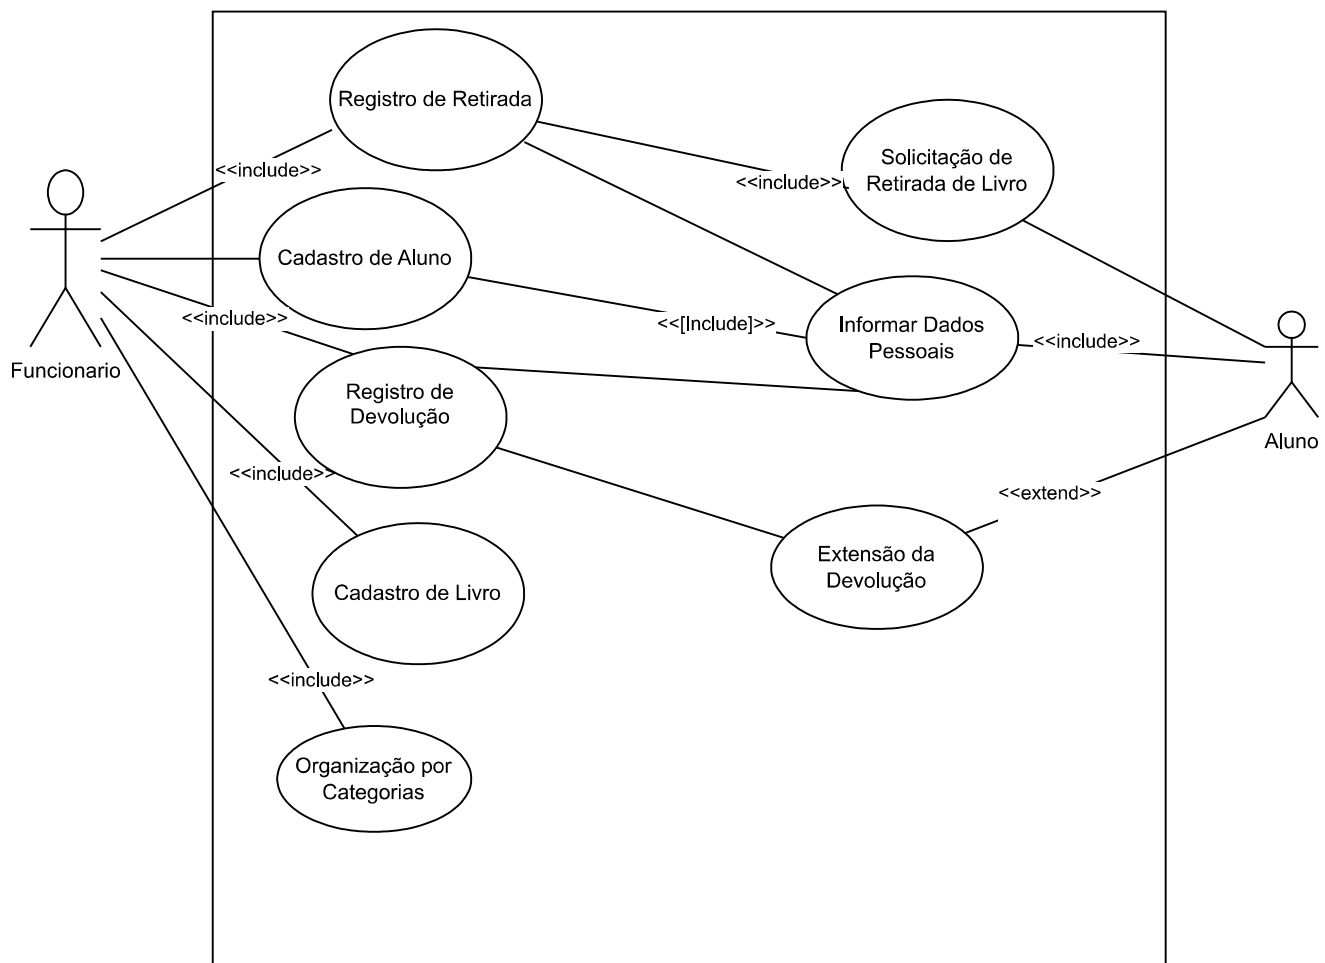 Registro de Retirada
Solicitação de
Retirada de Livro
<<include>>
<<include>>
Cadastro de Aluno
<<include>>
<<[Include]>>
Informar Dados
Pessoais
<<include>>
Funcionario
Registro de
Devolução
Aluno
<<include>>
<<extend>>
Extensão da
Devolução
Cadastro de Livro
<<include>>
Organização por
Categorias